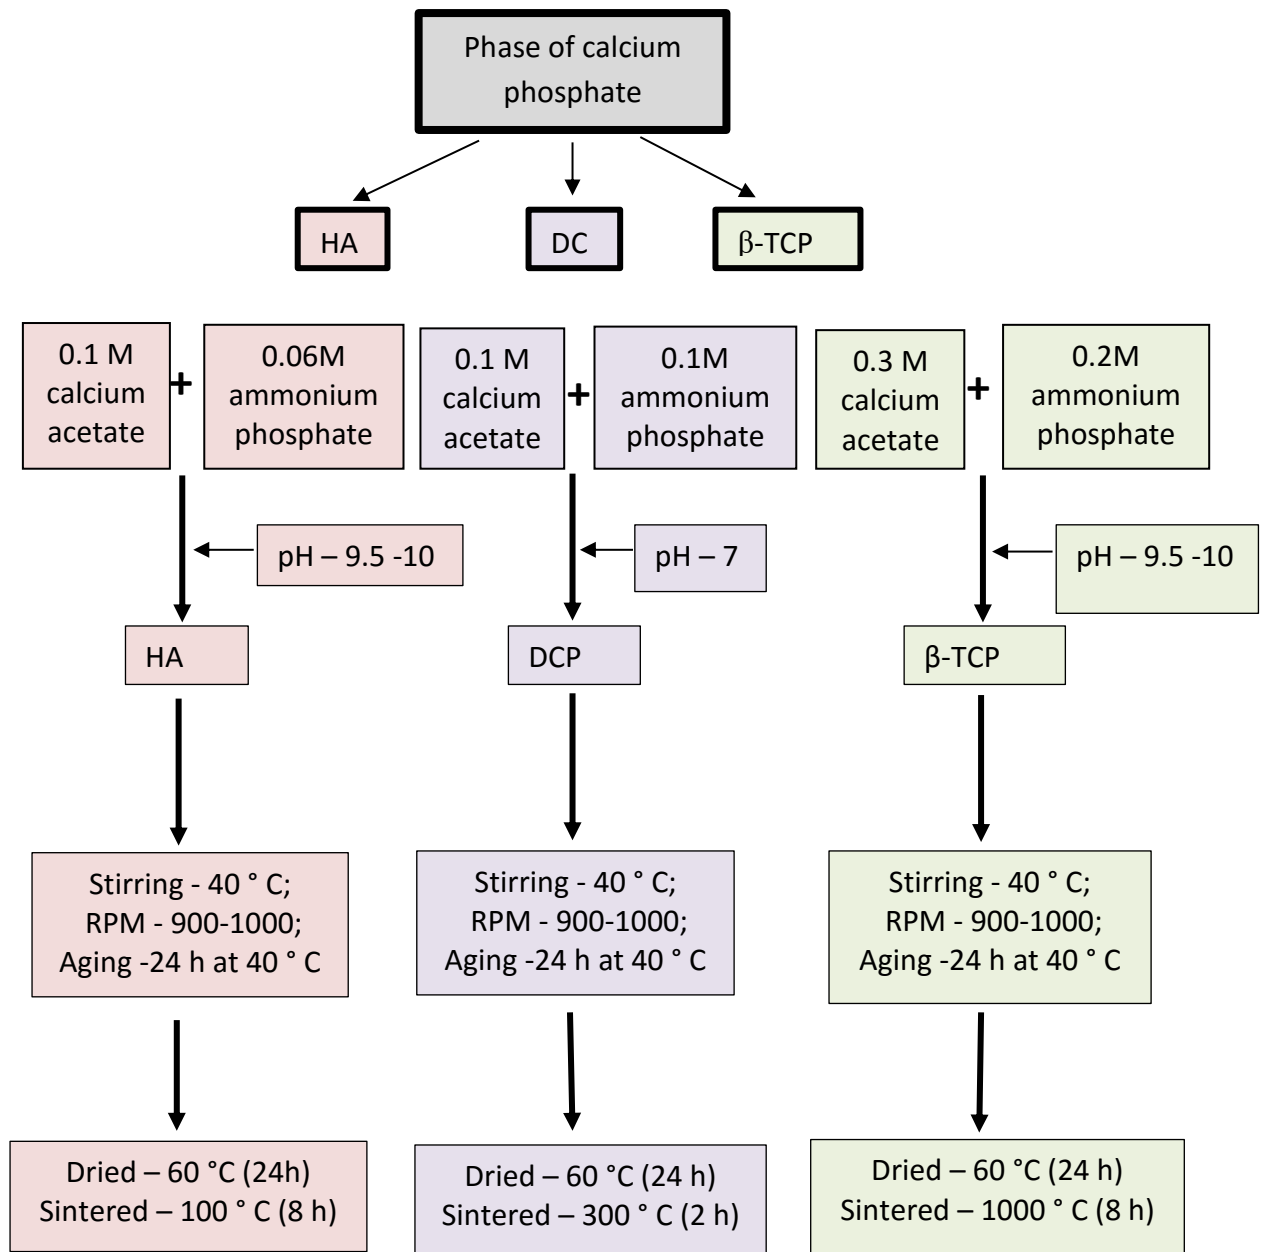 Phase of calcium
phosphate
HA
DC
β-TCP
0.1 M
calcium
acetate
+
0.06M
ammonium
phosphate
0.1 M
calcium
acetate
+
0.1M
ammonium
phosphate
0.3 M
calcium
acetate
+
0.2M
ammonium
phosphate
pH – 9.5 -10
pH – 7
pH – 9.5 -10
HA
DCP
β-TCP
Stirring - 40 ° C;
RPM - 900-1000;
Aging -24 h at 40 ° C
Stirring - 40 ° C;
RPM - 900-1000;
Aging -24 h at 40 ° C
Stirring - 40 ° C;
RPM - 900-1000;
Aging -24 h at 40 ° C
Dried – 60 °C (24h)
Sintered – 100 ° C (8 h)
Dried – 60 °C (24 h)
Sintered – 300 ° C (2 h)
Dried – 60 °C (24 h)
Sintered – 1000 ° C (8 h)